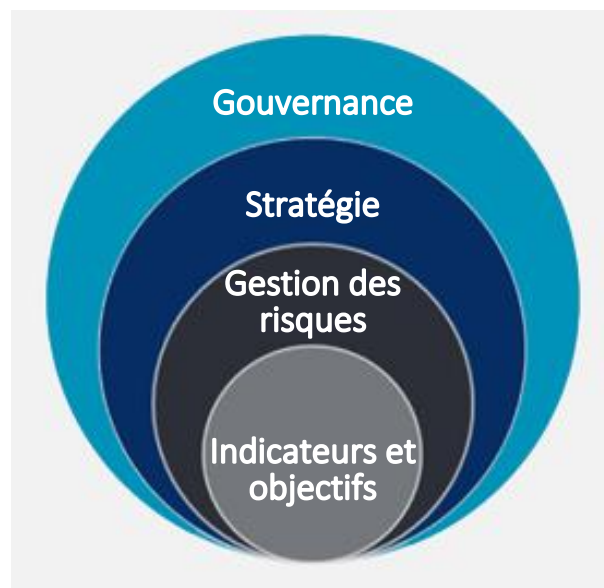 Gouvernance
Stratégie
Gestion des
risques
Indicateurs et
objectifs